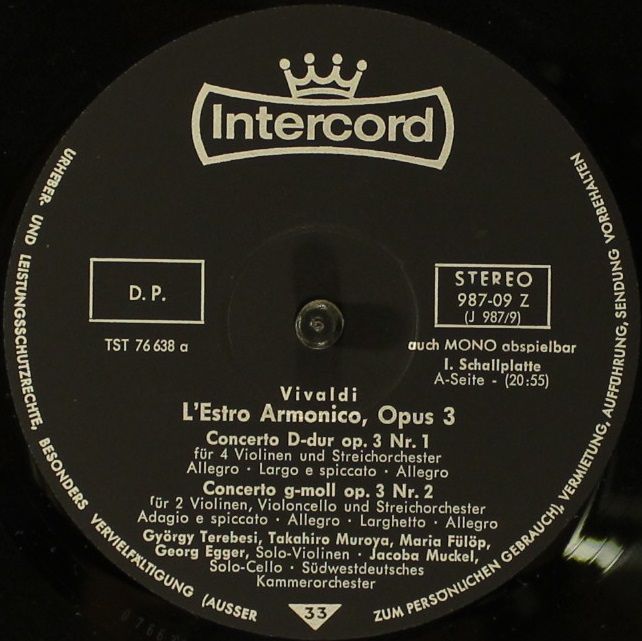 Intercord
D. P.
TST 76 638 a
STEREO
987-09 Z
(J 987/9)
auch MONO abspielbar
I. Schallplatte
A-Seite - (20:55)
Vivaldi
L'Estro Armonico, Opus 3
Concerto D-dur op. 3 Nr. 1
für 4 Violinen und Streichorchester
Allegro · Largo e spiccato · Allegro
Concerto g-moll op. 3 Nr. 2
für 2 Violinen, Violoncello und Streichorchester
Adagio e spiccato · Allegro · Larghetto · Allegro
György Terebesi, Takahiro Muroya, Maria Fülöp,
Georg Egger, Solo-Violinen · Jacoba Muckel,
Solo-Cello · Südwestdeutsches
Kammerorchester
33
URHEBER- UND LEISTUNGSSCHUTZRECHTE, BESONDERS VERVIELFÄLTIGUNG (AUSSER ZUM PERSÖNLICHEN GEBRAUCH), VERMIETUNG, AUFFÜHRUNG, SENDUNG VORBEHALTEN